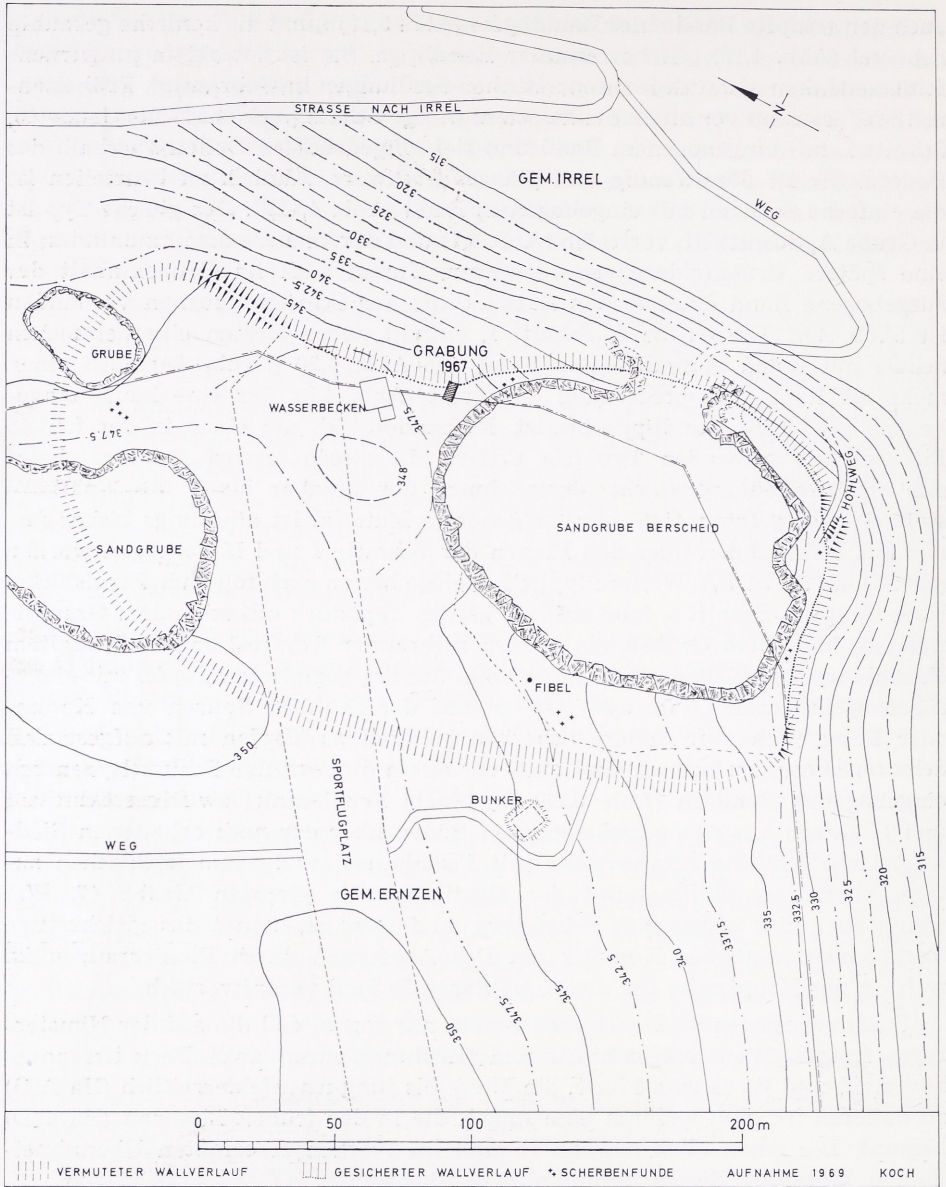 STRASSE NACH IRREL
N
315
320
325
330
335
340
342.5
345
GEM. IRREL
WEG
GRUBE
GRABUNG
1967
WASSERBECKEN
347.5
347.5
348
SANDGRUBE
SANDGRUBE BERSCHEID
HOHLWEG
FIBEL
350
SPORTFLUGPLATZ
BUNKER
WEG
GEM. ERNZEN
350
347.5
345
342.5
340
337.5
335
332.5
330
325
320
315
0 50 100 200 m
VERMUTETER WALLVERLAUF GESICHERTER WALLVERLAUF SCHERBENFUNDE AUFNAHME 1969 KOCH